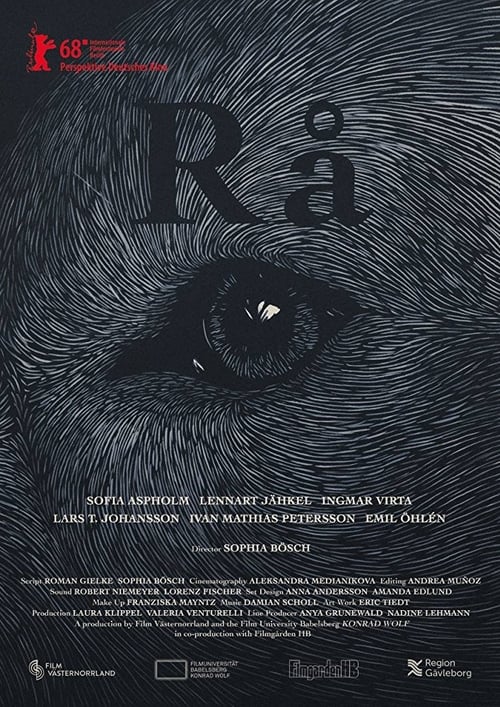 68
Internationale
Filmfestspiele
Berlin
Perspektive Deutsches Kino
Rå
SOFIA ASPHOLM LENNART JÄHKEL INGMAR VIRTA
LARS T. JOHANSSON IVAN MATHIAS PETERSSON EMIL ÖHLÉN
Director SOPHIA BÖSCH
Script ROMAN GIELKE SOPHIA BÖSCH Cinematography ALEKSANDRA MEDIANIKOVA Editing ANDREA MUÑOZ
Sound ROBERT NIEMEYER LORENZ FISCHER Set Design ANNA ANDERSSON AMANDA EDLUND
Make Up FRANZISKA MAYNTZ Music DAMIAN SCHOLL Art Work ERIC TIEDT
Production LAURA KLIPPEL VALERIA VENTURELLI Line Producer ANYA GRUNEWALD NADINE LEHMANN
A production by Film Västernorrland and the Film University Babelsberg KONRAD WOLF
in co-production with Filmgården HB
FILM
VÄSTERNORRLAND
FILMUNIVERSITÄT
BABELSBERG
KONRAD WOLF
FilmgårdenHB
Region
Gävleborg